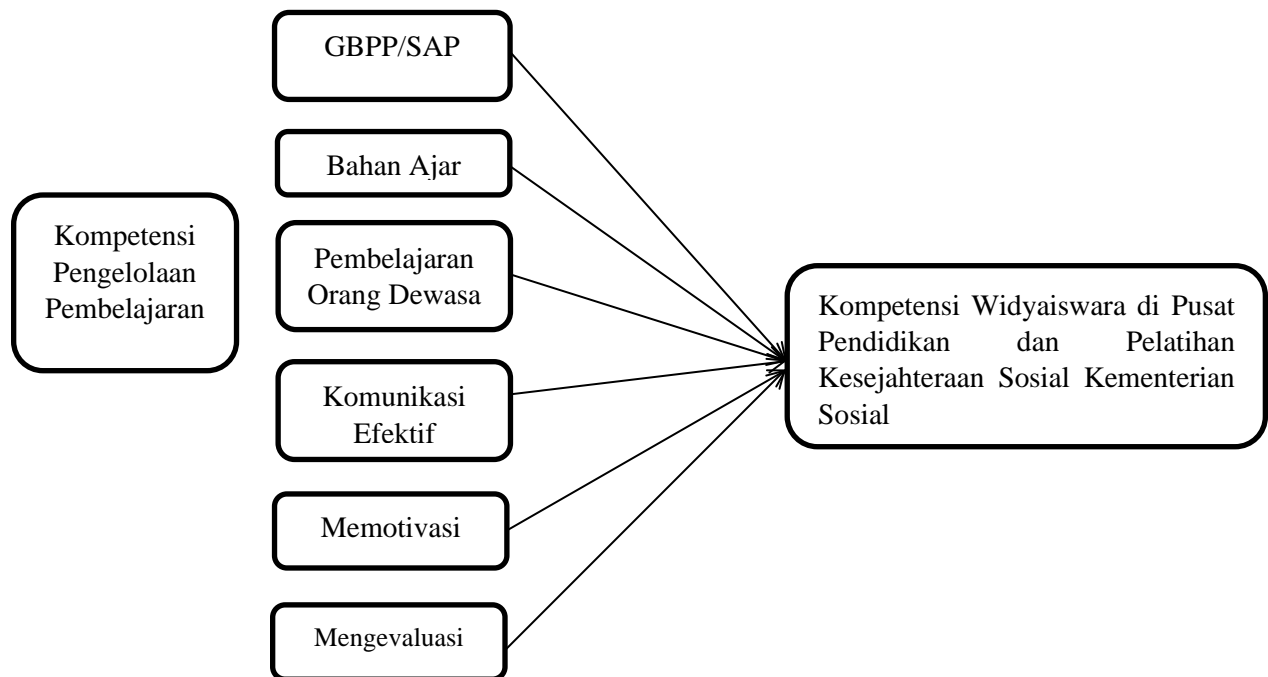 GBPP/SAP
Bahan Ajar
Kompetensi
Pengelolaan
Pembelajaran
Pembelajaran
Orang Dewasa
Komunikasi
Efektif
Memotivasi
Mengevaluasi
Kompetensi Widyaiswara di Pusat
Pendidikan dan Pelatihan
Kesejahteraan Sosial Kementerian
Sosial